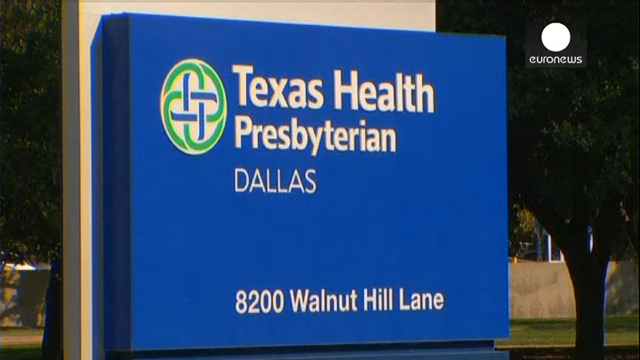 euronews
Texas Health
Presbyterian
DALLAS
8200 Walnut Hill Lane